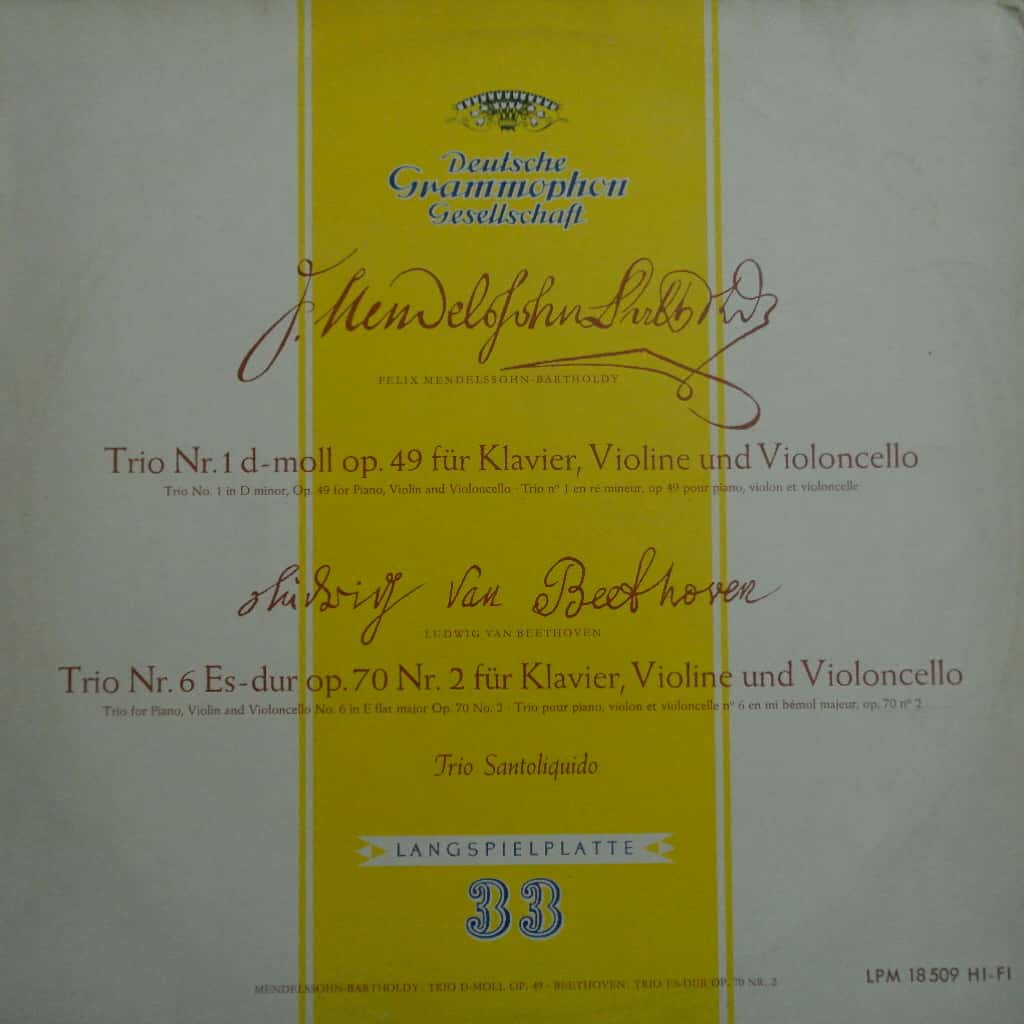 Deutsche
Grammophon
Gesellschaft
F. Mendelssohn Bartholdy
FELIX MENDELSSOHN-BARTHOLDY
Trio Nr. 1 d-moll op. 49 für Klavier, Violine und Violoncello
Trio No. 1 in D minor, Op. 49 for Piano, Violin and Violoncello · Trio nº 1 en ré mineur, op 49 pour piano, violon et violoncelle
Ludwig van Beethoven
LUDWIG VAN BEETHOVEN
Trio Nr. 6 Es-dur op. 70 Nr. 2 für Klavier, Violine und Violoncello
Trio for Piano, Violin and Violoncello No. 6 in E flat major Op. 70 No. 2 · Trio pour piano, violon et violoncelle nº 6 en mi bémol majeur, op. 70 nº 2
Trio Santoliquido
LANGSPIELPLATTE
33
LPM 18 509 HI-FI
MENDELSSOHN-BARTHOLDY: TRIO D-MOLL OP. 49 - BEETHOVEN: TRIO ES-DUR OP. 70 NR. 2